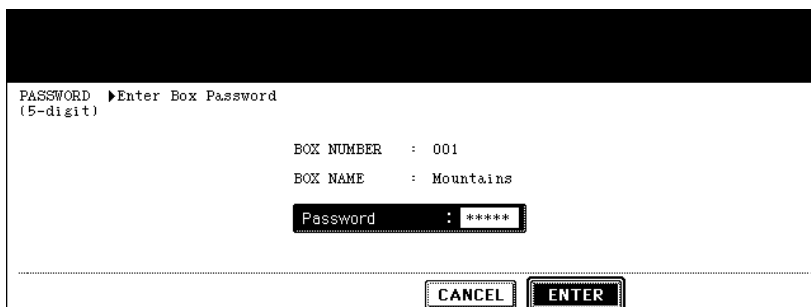 PASSWORD ▶Enter Box Password
(5-digit)
BOX NUMBER : 001
BOX NAME : Mountains
Password : *****
CANCEL ENTER